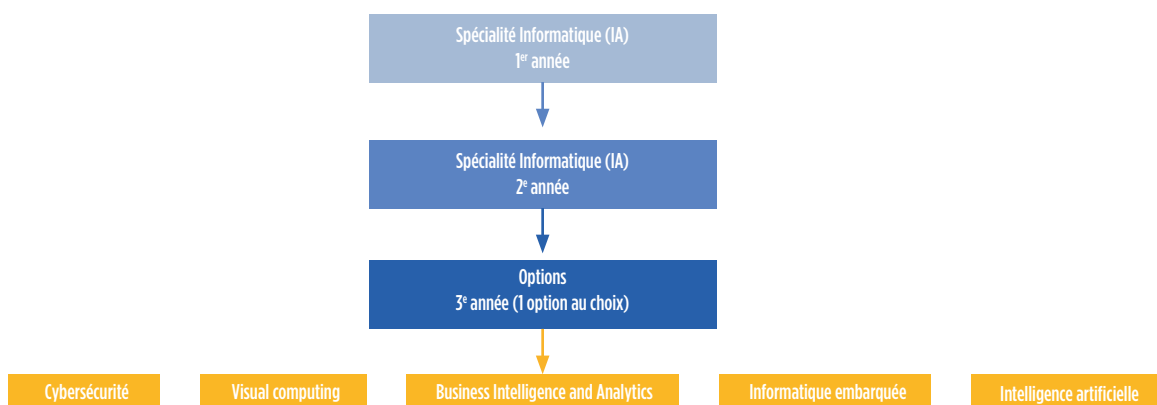 Spécialité Informatique (IA)
1er année
Spécialité Informatique (IA)
2e année
Options
3e année (1 option au choix)
Cybersécurité
Visual computing
Business Intelligence and Analytics
Informatique embarquée
Intelligence artificielle